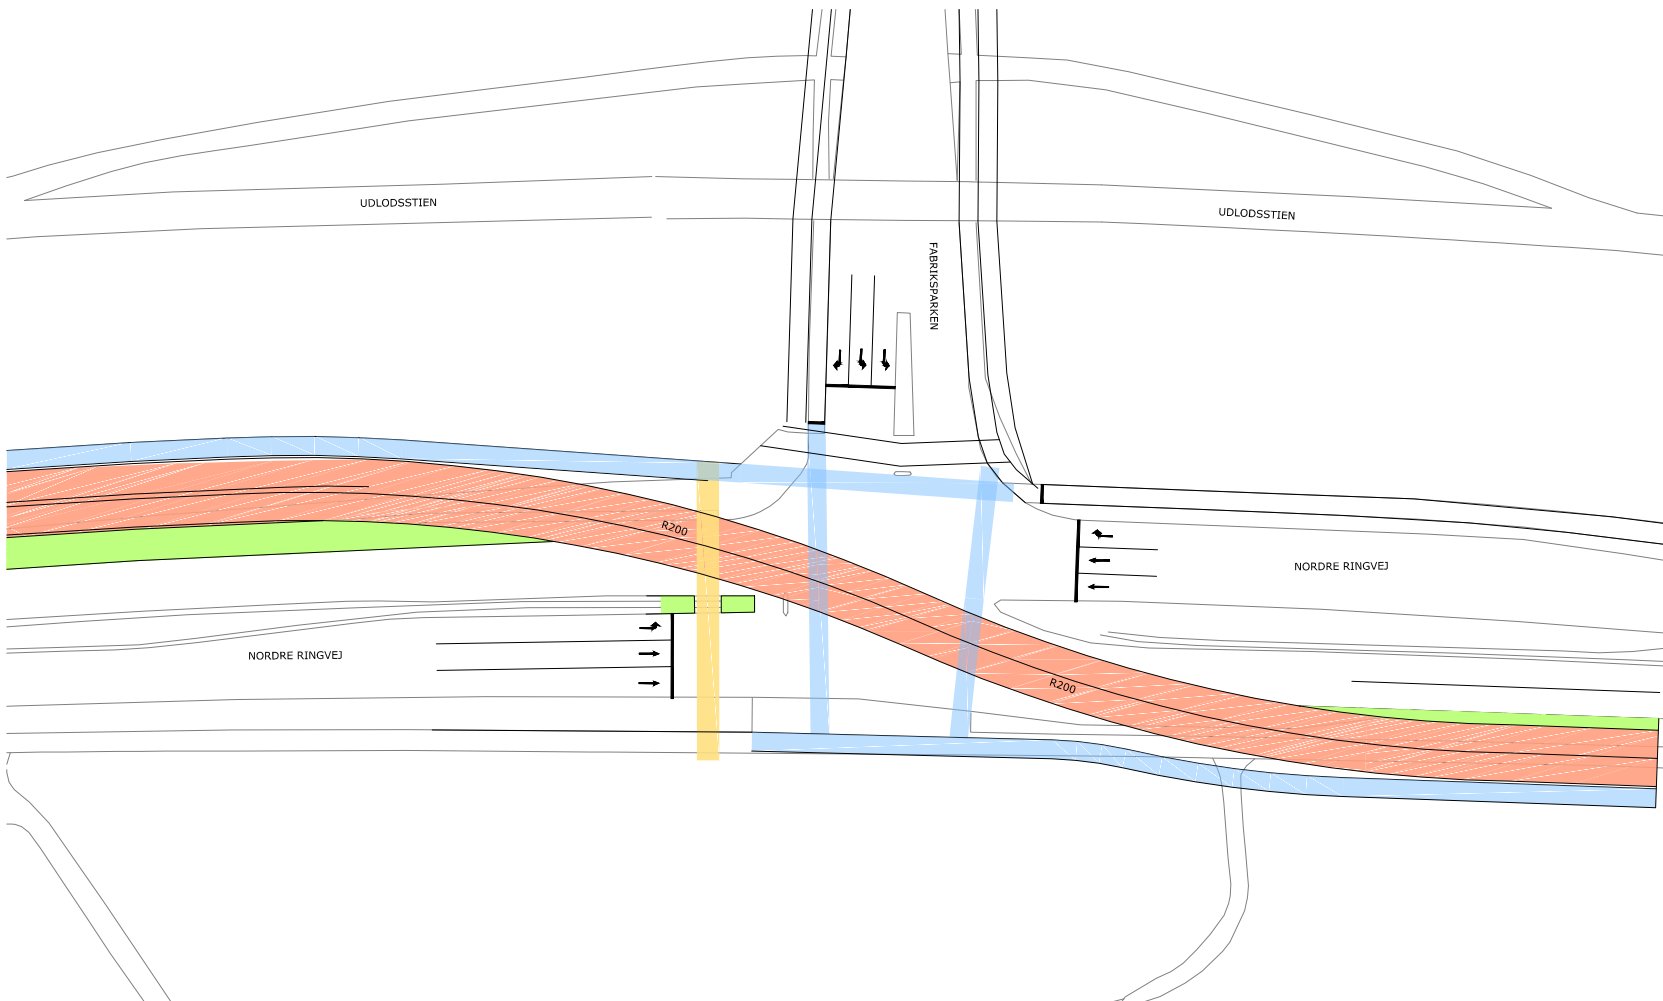 UDLODSSTIEN
UDLODSSTIEN
FABRIKSPARKEN
R200
NORDRE RINGVEJ
NORDRE RINGVEJ
R200